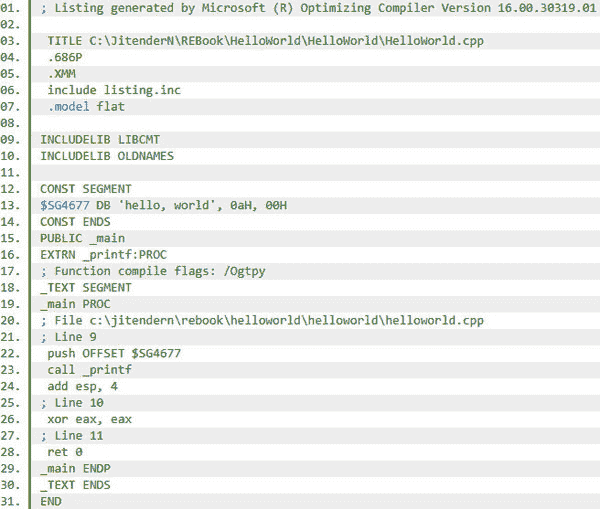 01. ; Listing generated by Microsoft (R) Optimizing Compiler Version 16.00.30319.01
02.
03. TITLE C:\JitenderN\REBook\HelloWorld\HelloWorld\HelloWorld.cpp
04. .686P
05. .XMM
06. include listing.inc
07. .model flat
08.
09. INCLUDELIB LIBCMT
10. INCLUDELIB OLDNAMES
11.
12. CONST SEGMENT
13. $SG4677 DB 'hello, world', 0aH, 00H
14. CONST ENDS
15. PUBLIC _main
16. EXTRN _printf:PROC
17. ; Function compile flags: /Ogtpy
18. _TEXT SEGMENT
19. _main PROC
20. ; File c:\jitendern\rebook\helloworld\helloworld\helloworld.cpp
21. ; Line 9
22. push OFFSET $SG4677
23. call _printf
24. add esp, 4
25. ; Line 10
26. xor eax, eax
27. ; Line 11
28. ret 0
29. _main ENDP
30. _TEXT ENDS
31. END